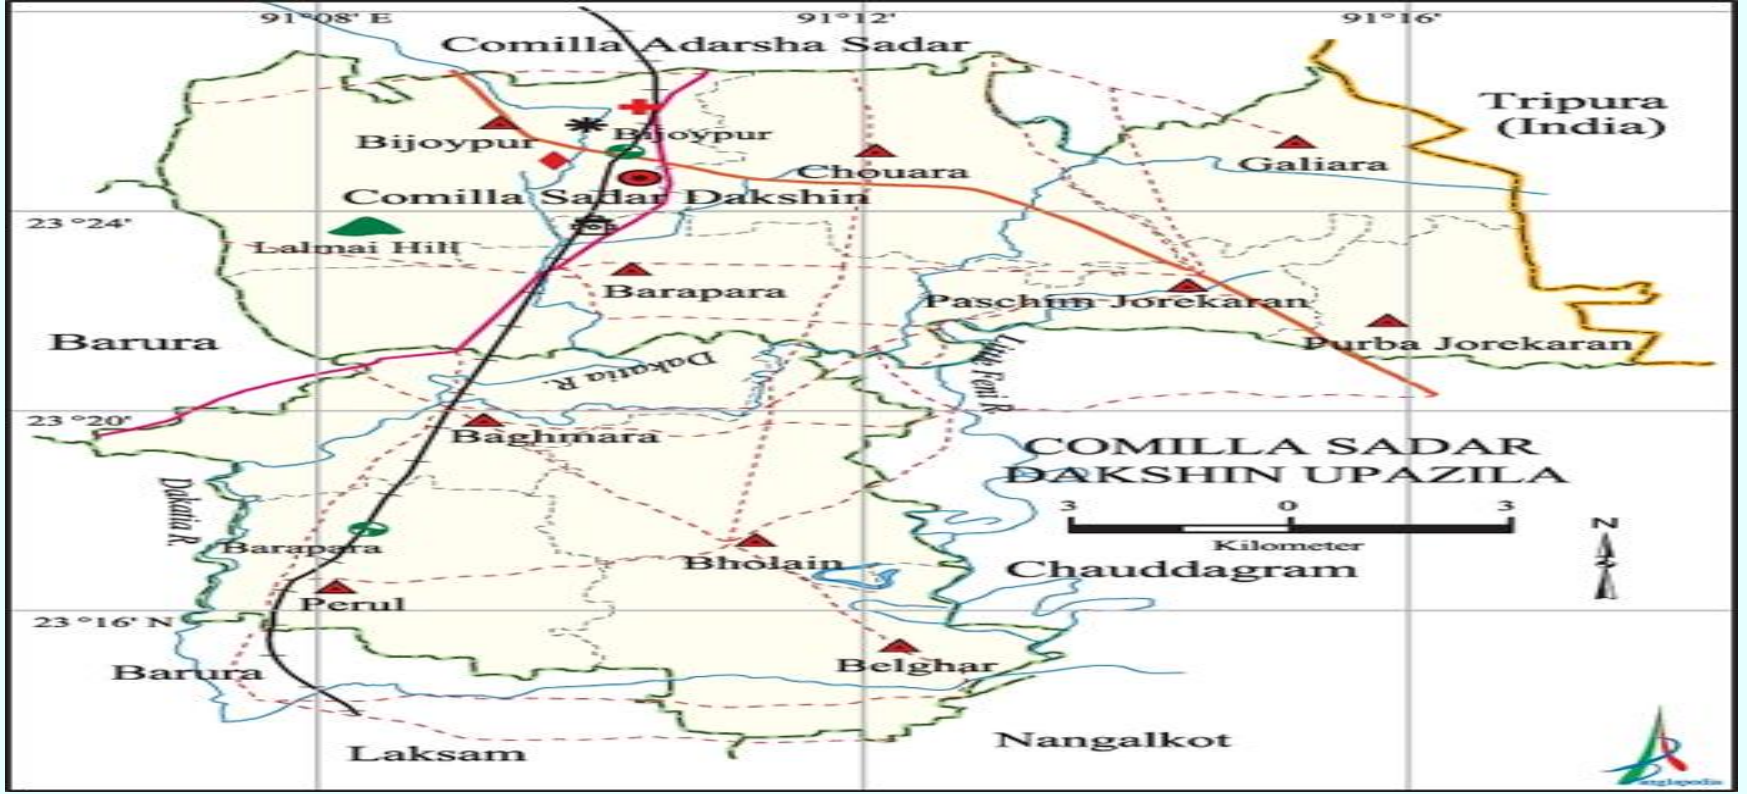 91°08' E
91°12'
91°16'
Comilla Adarsha Sadar
Tripura
(India)
Bijoypur
Bijoypur
Chouara
Galiara
Comilla Sadar Dakshin
23°24'
Lalmai Hill
Barapara
Paschim Jorekaran
Barura
Purba Jorekaran
Dakatia R.
Little Feni R.
23°20'
Baghmara
COMILLA SADAR
DAKSHIN UPAZILA
3 0 3
Kilometer
N
Dakatia R.
Barapara
Bholain
Chauddagram
Perul
23°16' N
Barura
Belghar
Laksam
Nangalkot
anglapedia